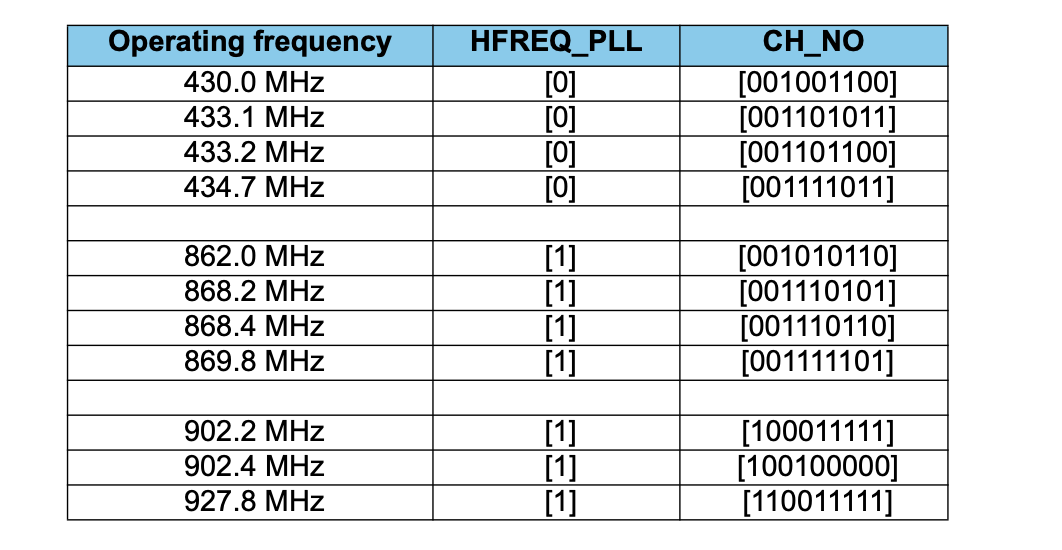 Operating frequency HFREQ_PLL CH_NO
430.0 MHz [0] [001001100]
433.1 MHz [0] [001101011]
433.2 MHz [0] [001101100]
434.7 MHz [0] [001111011]
862.0 MHz [1] [001010110]
868.2 MHz [1] [001110101]
868.4 MHz [1] [001110110]
869.8 MHz [1] [001111101]
902.2 MHz [1] [100011111]
902.4 MHz [1] [100100000]
927.8 MHz [1] [110011111]